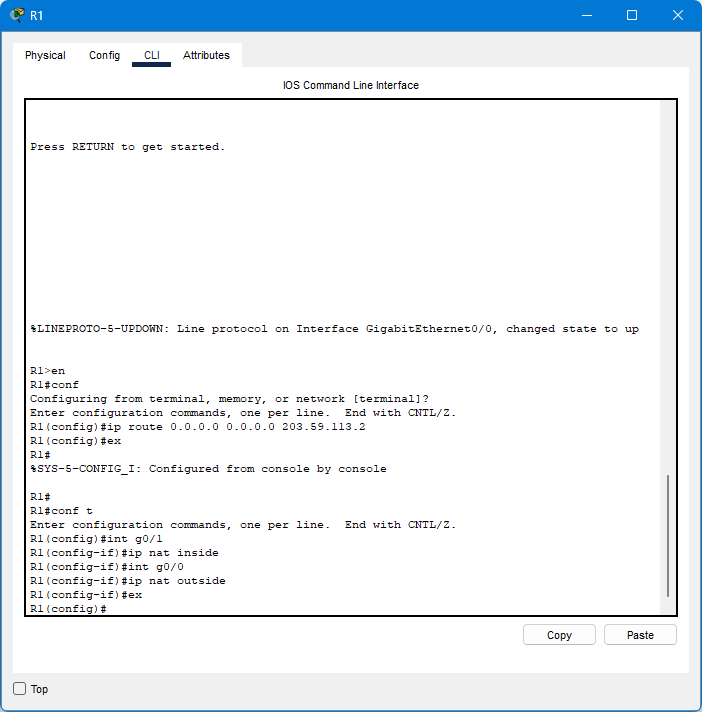 R1
Physical Config CLI Attributes
IOS Command Line Interface
Press RETURN to get started.
%LINEPROTO-5-UPDOWN: Line protocol on Interface GigabitEthernet0/0, changed state to up
R1>en
R1#conf
Configuring from terminal, memory, or network [terminal]?
Enter configuration commands, one per line.  End with CNTL/Z.
R1(config)#ip route 0.0.0.0 0.0.0.0 203.59.113.2
R1(config)#ex
R1#
%SYS-5-CONFIG_I: Configured from console by console
R1#
R1#conf t
Enter configuration commands, one per line.  End with CNTL/Z.
R1(config)#int g0/1
R1(config-if)#ip nat inside
R1(config-if)#int g0/0
R1(config-if)#ip nat outside
R1(config-if)#ex
R1(config)#
Copy Paste
Top